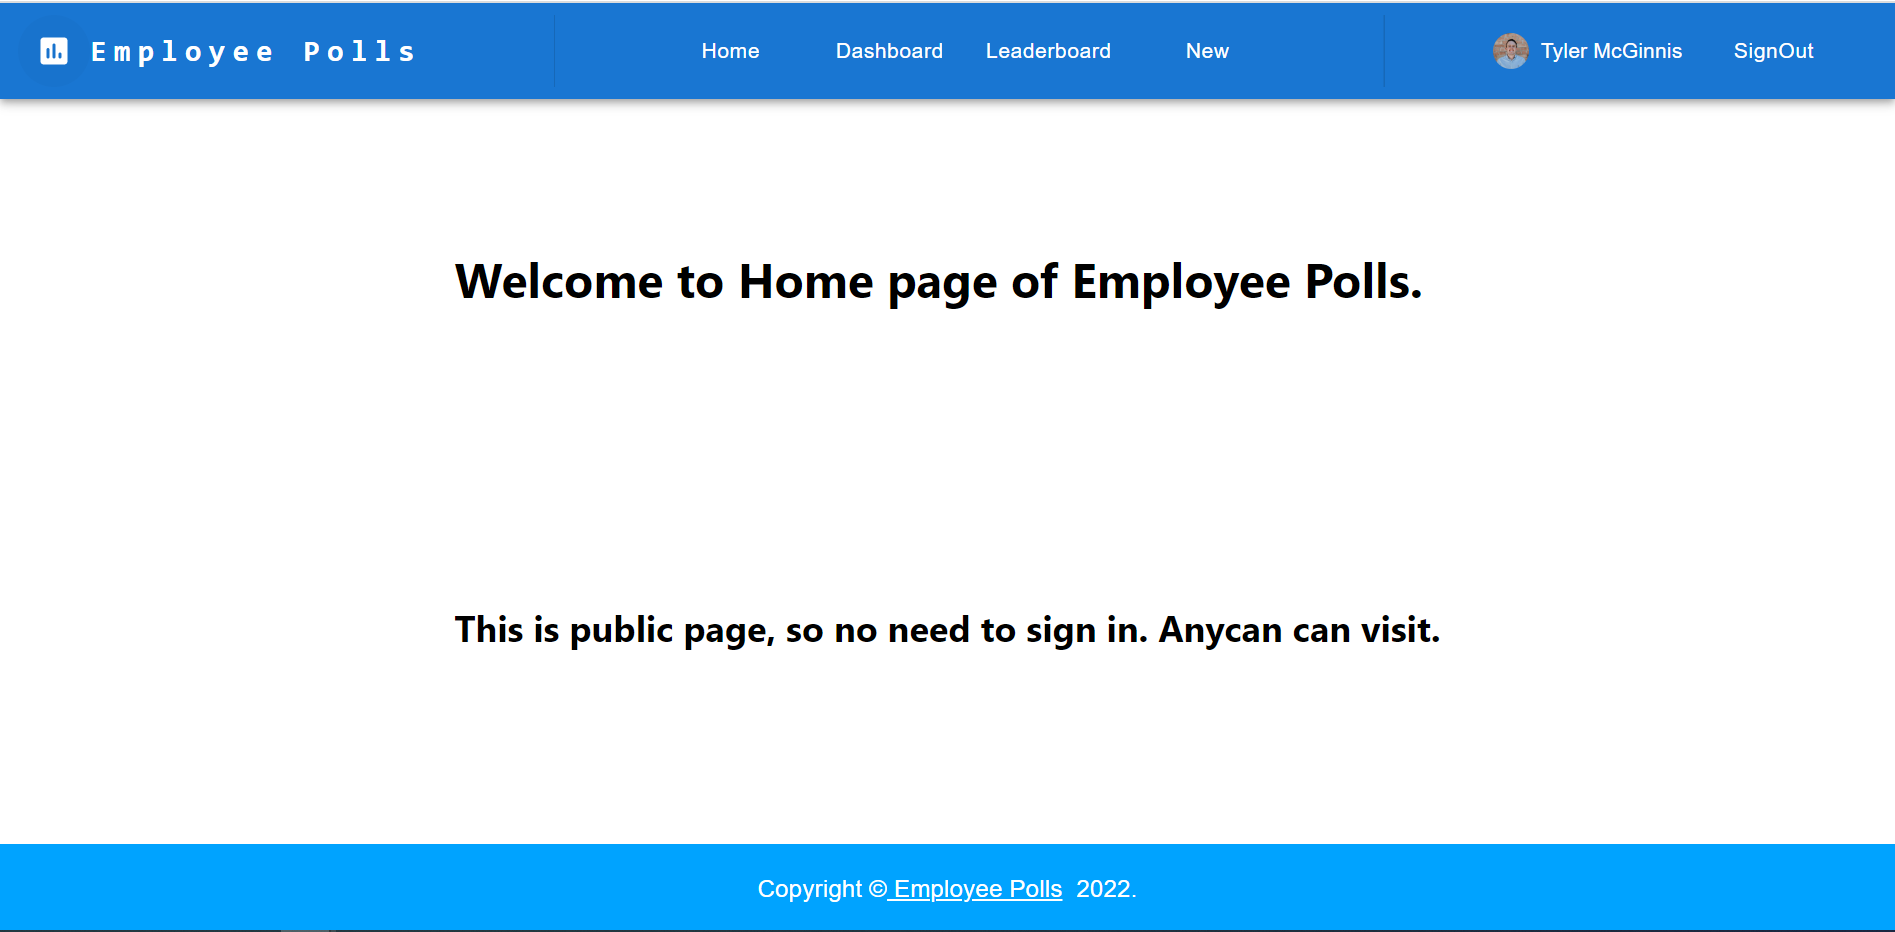 Employee Polls Home Dashboard Leaderboard New Tyler McGinnis SignOut
Welcome to Home page of Employee Polls.
This is public page, so no need to sign in. Anycan can visit.
Copyright © Employee Polls 2022.